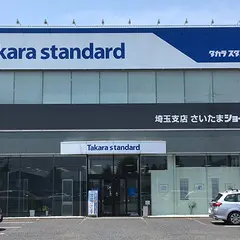 kara standard
タカラスタ
埼玉支店 さいたまショー
Takara standard